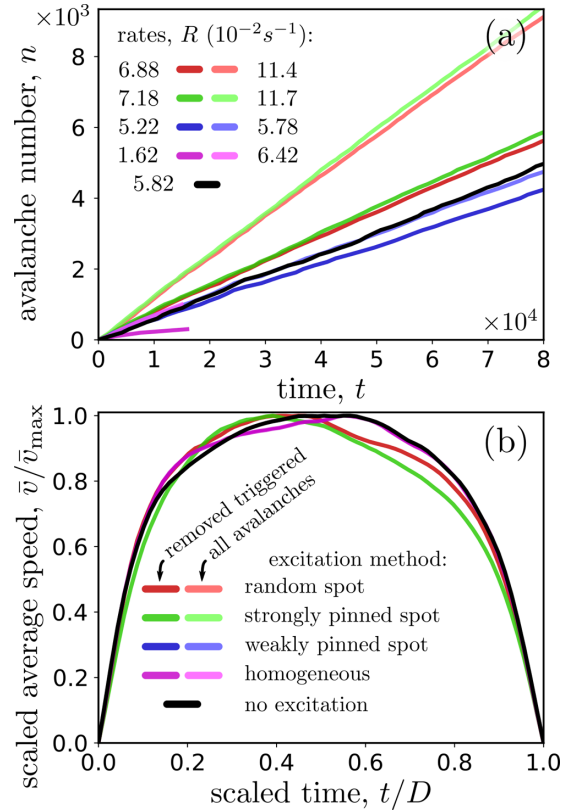 ×10³
(a)
rates, R (10⁻²s⁻¹):
6.88 11.4
7.18 11.7
5.22 5.78
1.62 6.42
5.82
8
6
4
2
0
avalanche number, n
×10⁴
0 1 2 3 4 5 6 7 8
time, t
(b)
1.0
0.8
0.6
0.4
0.2
0.0
scaled average speed, v̄/v̄max
removed triggered
all avalanches
excitation method:
random spot
strongly pinned spot
weakly pinned spot
homogeneous
no excitation
0.0 0.2 0.4 0.6 0.8 1.0
scaled time, t/D